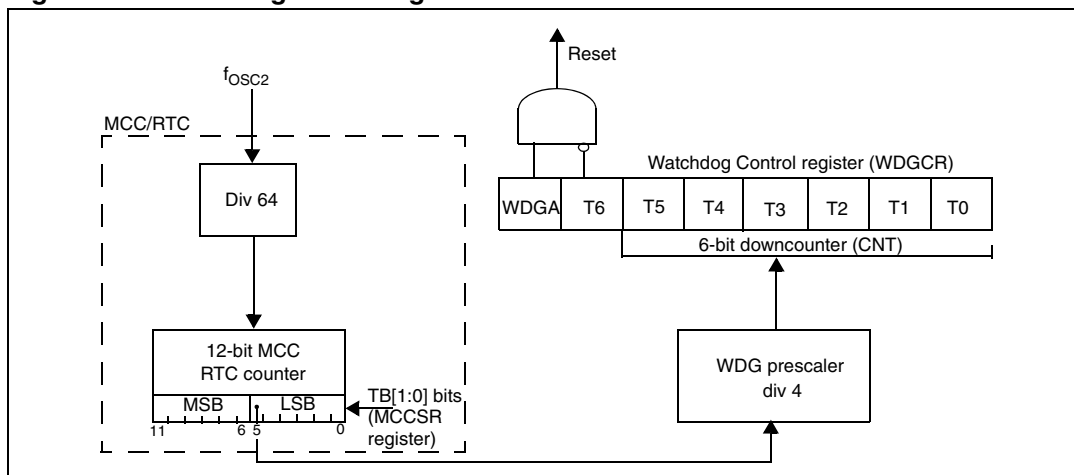 Reset
fOSC2
MCC/RTC
Div 64
12-bit MCC
RTC counter
MSB
LSB
11
6
5
0
TB[1:0] bits
(MCCSR
register)
Watchdog Control register (WDGCR)
WDGA
T6
T5
T4
T3
T2
T1
T0
6-bit downcounter (CNT)
WDG prescaler
div 4